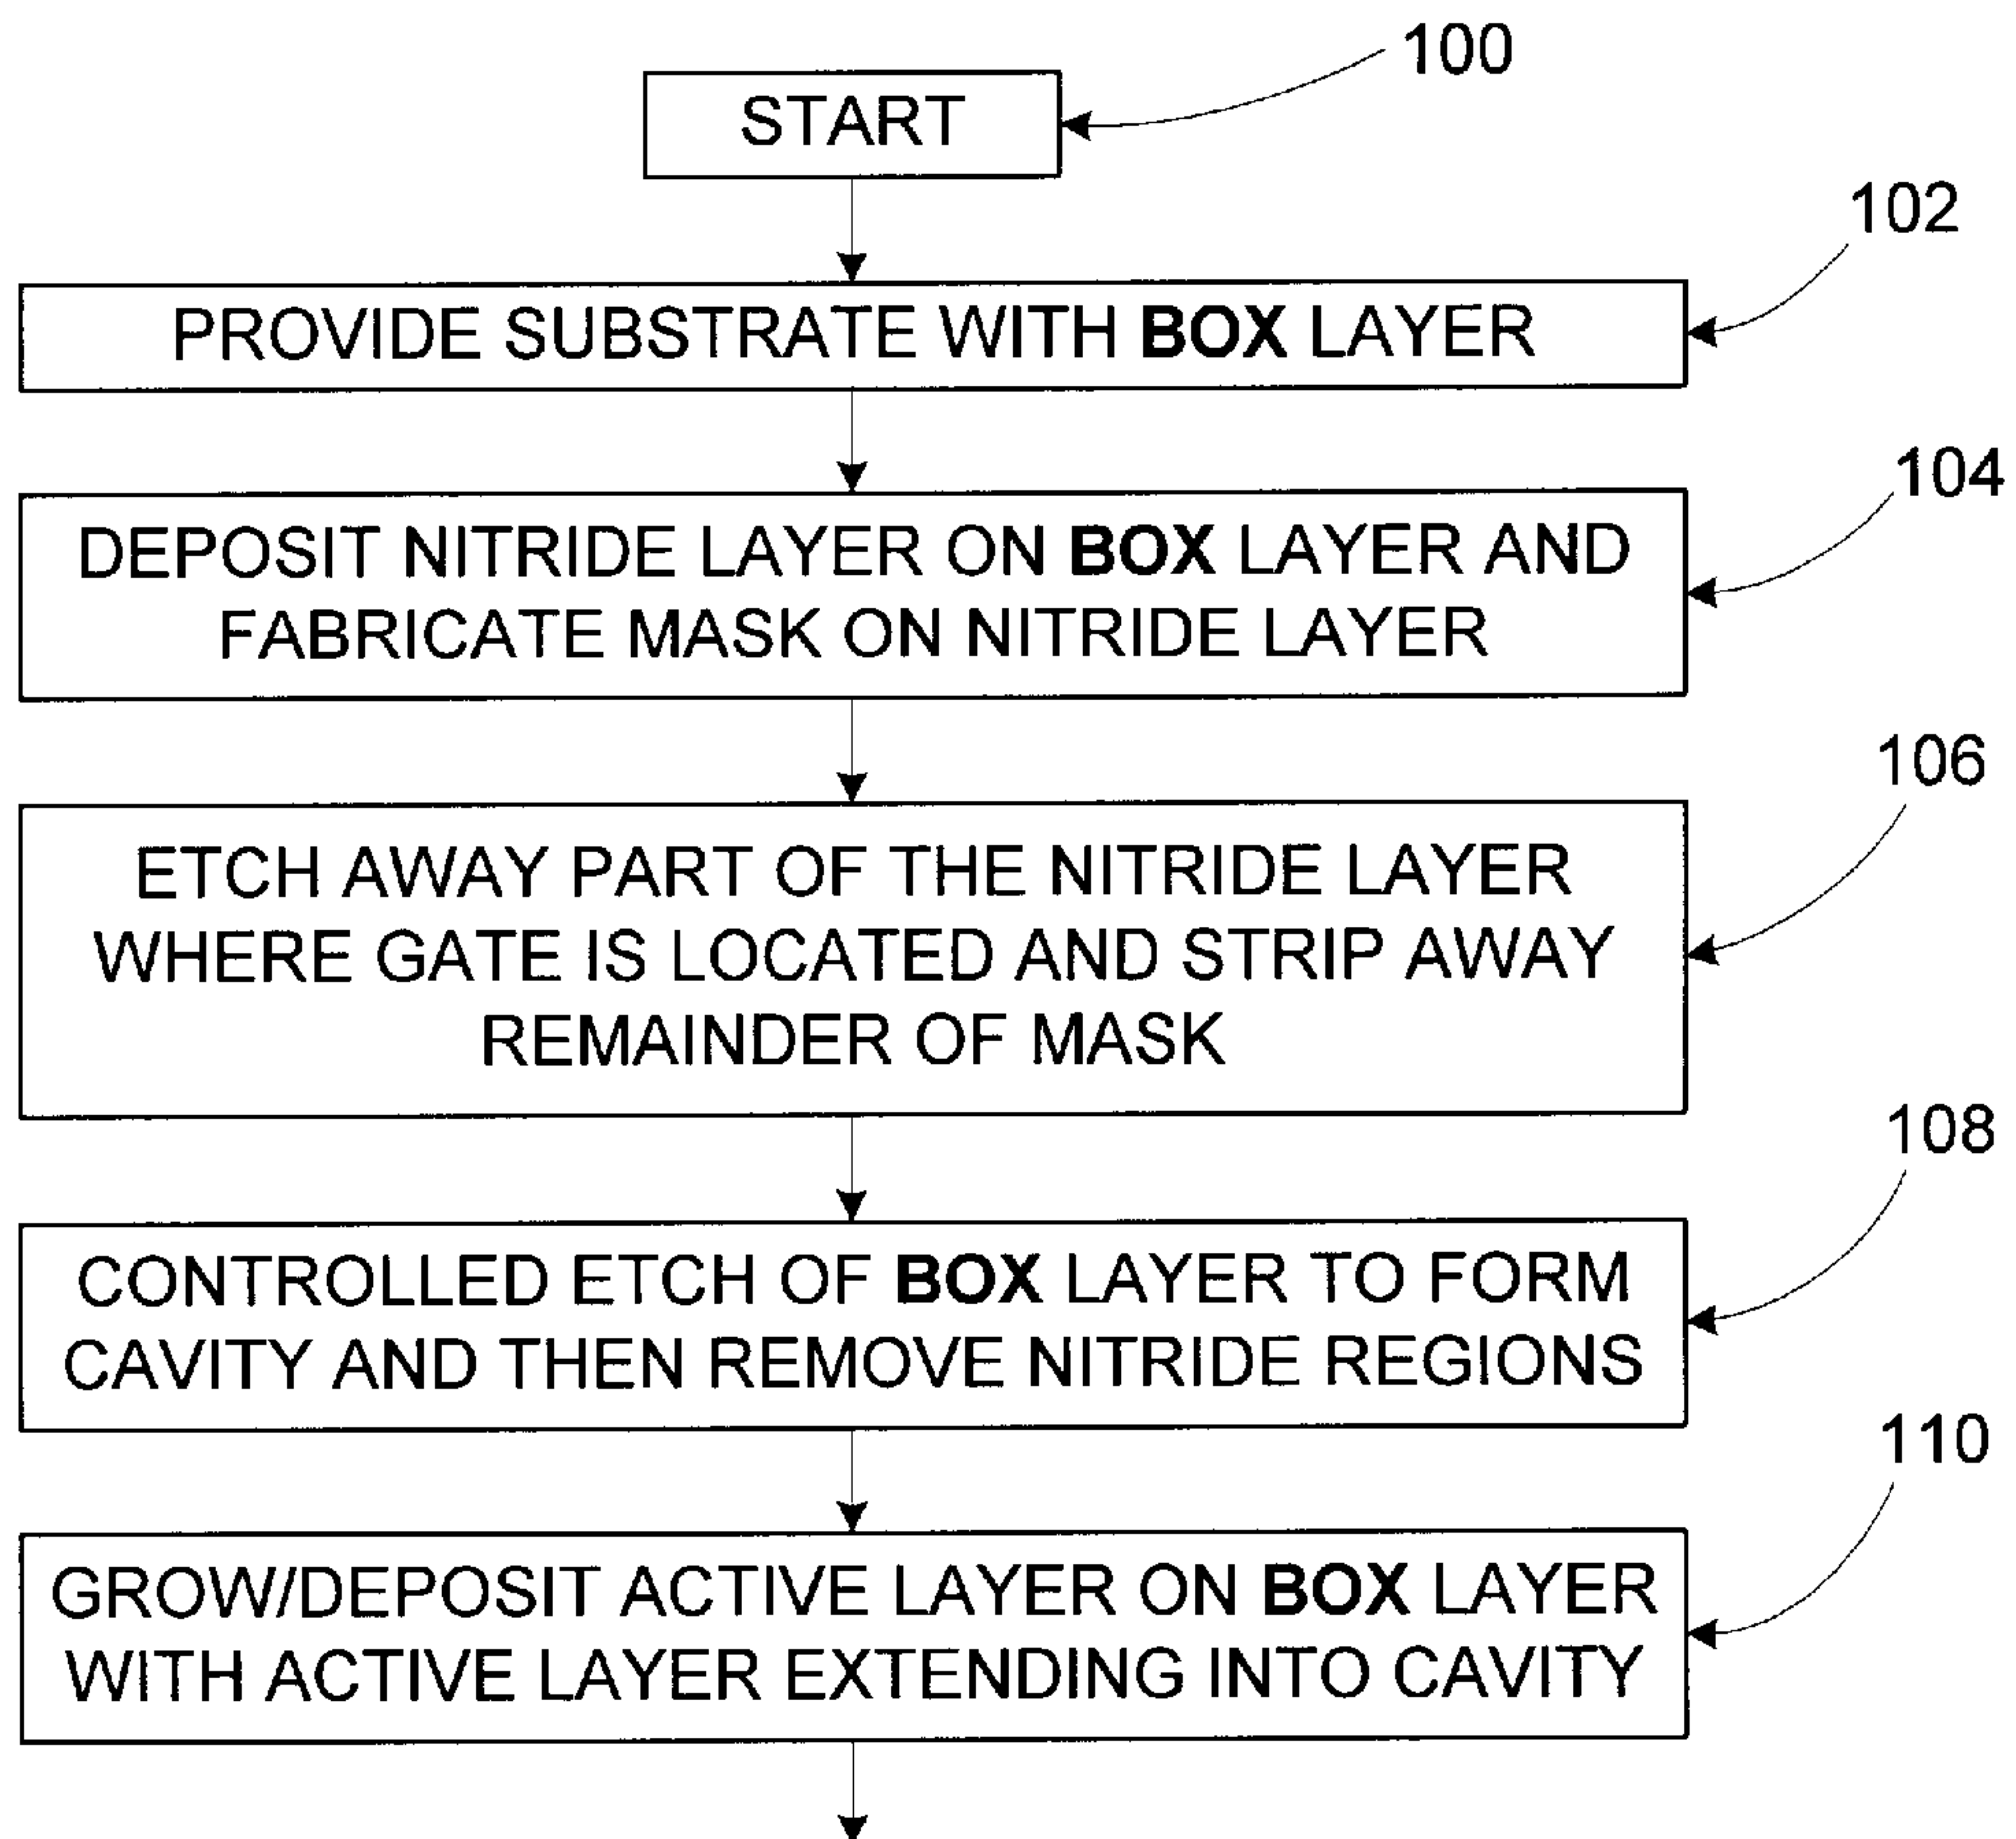 100
START
102
PROVIDE SUBSTRATE WITH BOX LAYER
104
DEPOSIT NITRIDE LAYER ON BOX LAYER AND
FABRICATE MASK ON NITRIDE LAYER
106
ETCH AWAY PART OF THE NITRIDE LAYER
WHERE GATE IS LOCATED AND STRIP AWAY
REMAINDER OF MASK
108
CONTROLLED ETCH OF BOX LAYER TO FORM
CAVITY AND THEN REMOVE NITRIDE REGIONS
110
GROW/DEPOSIT ACTIVE LAYER ON BOX LAYER
WITH ACTIVE LAYER EXTENDING INTO CAVITY